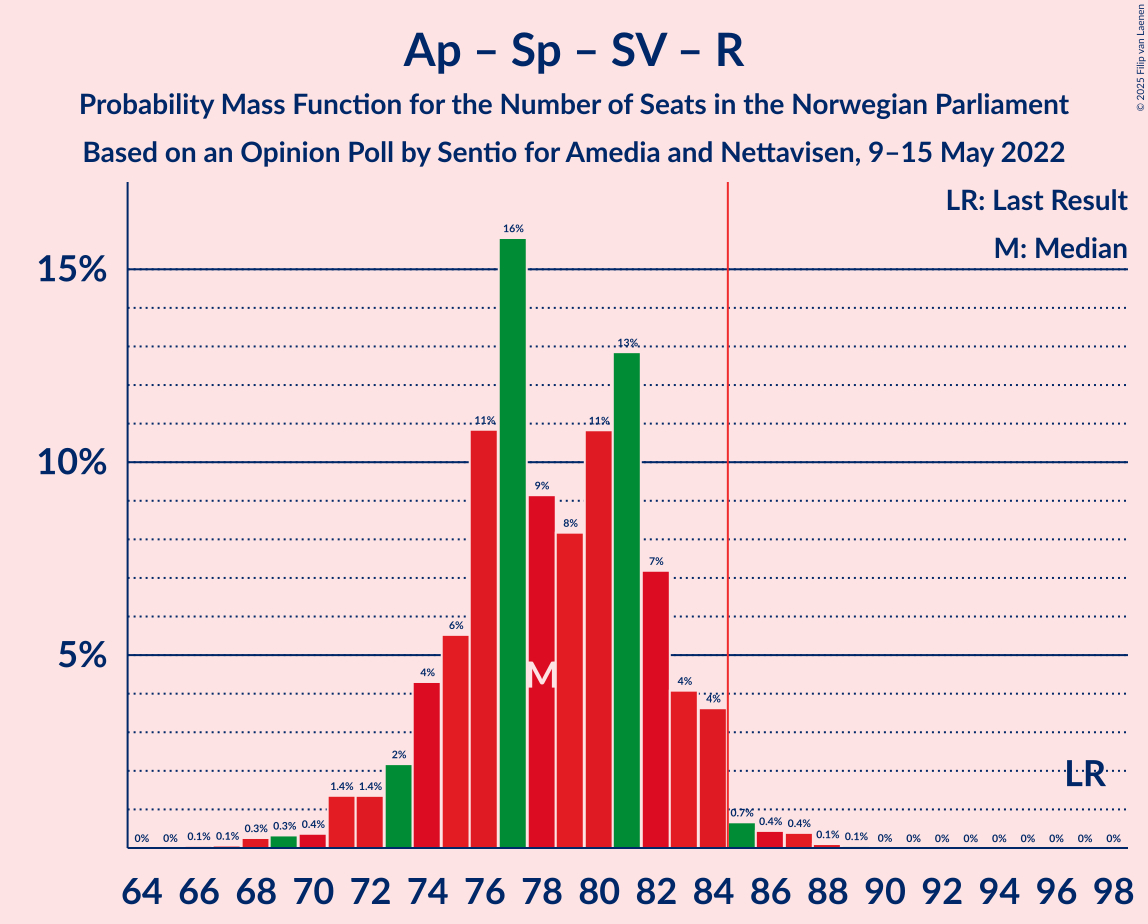 Ap – Sp – SV – R
Probability Mass Function for the Number of Seats in the Norwegian Parliament
Based on an Opinion Poll by Sentio for Amedia and Nettavisen, 9–15 May 2022
© 2025 Filip van Laenen
LR: Last Result
M: Median
15%
10%
5%
0% 0% 0.1% 0.1% 0.3% 0.3% 0.4% 1.4% 1.4% 2% 4% 6% 11% 16% 9% 8% 11% 13% 7% 4% 4% 0.7% 0.4% 0.4% 0.1% 0.1% 0% 0% 0% 0% 0% 0% 0% 0% 0%
M
LR
64 66 68 70 72 74 76 78 80 82 84 86 88 90 92 94 96 98